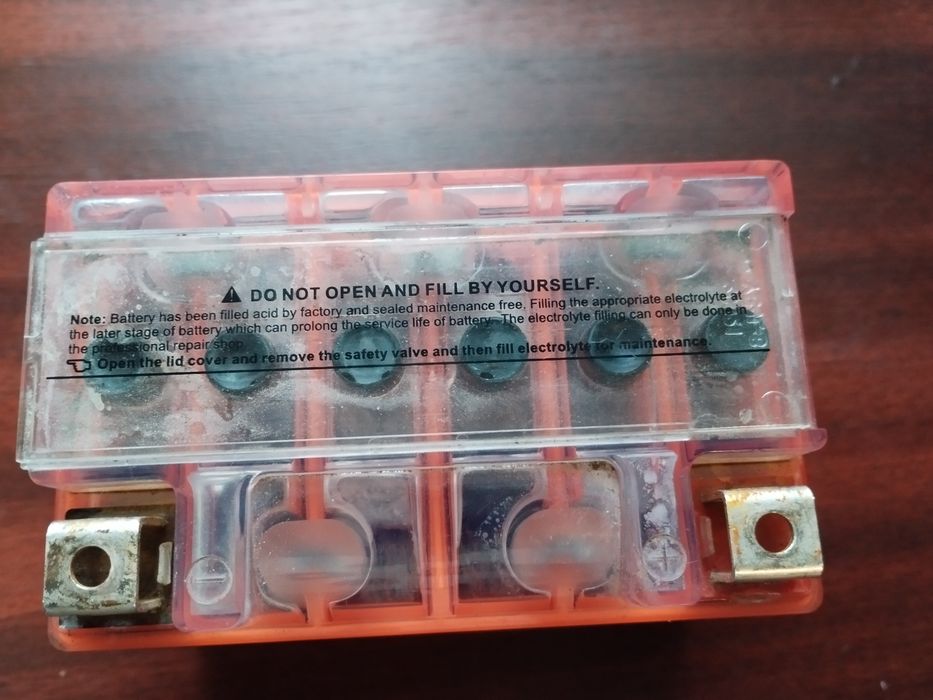 DO NOT OPEN AND FILL BY YOURSELF.
Note: Battery has been filled acid by factory and sealed maintenance free. Filling the appropriate electrolyte at
the later stage of battery which can prolong the service life of battery. The electrolyte filling can only be done in
the professional repair shop.
Open the lid cover and remove the safety valve and then fill electrolyte for maintenance.